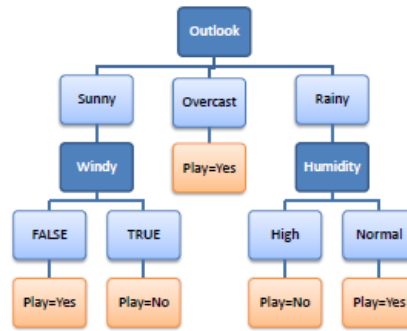 Outlook
Sunny
Overcast
Rainy
Windy
Play=Yes
Humidity
FALSE
TRUE
High
Normal
Play=Yes
Play=No
Play=No
Play=Yes